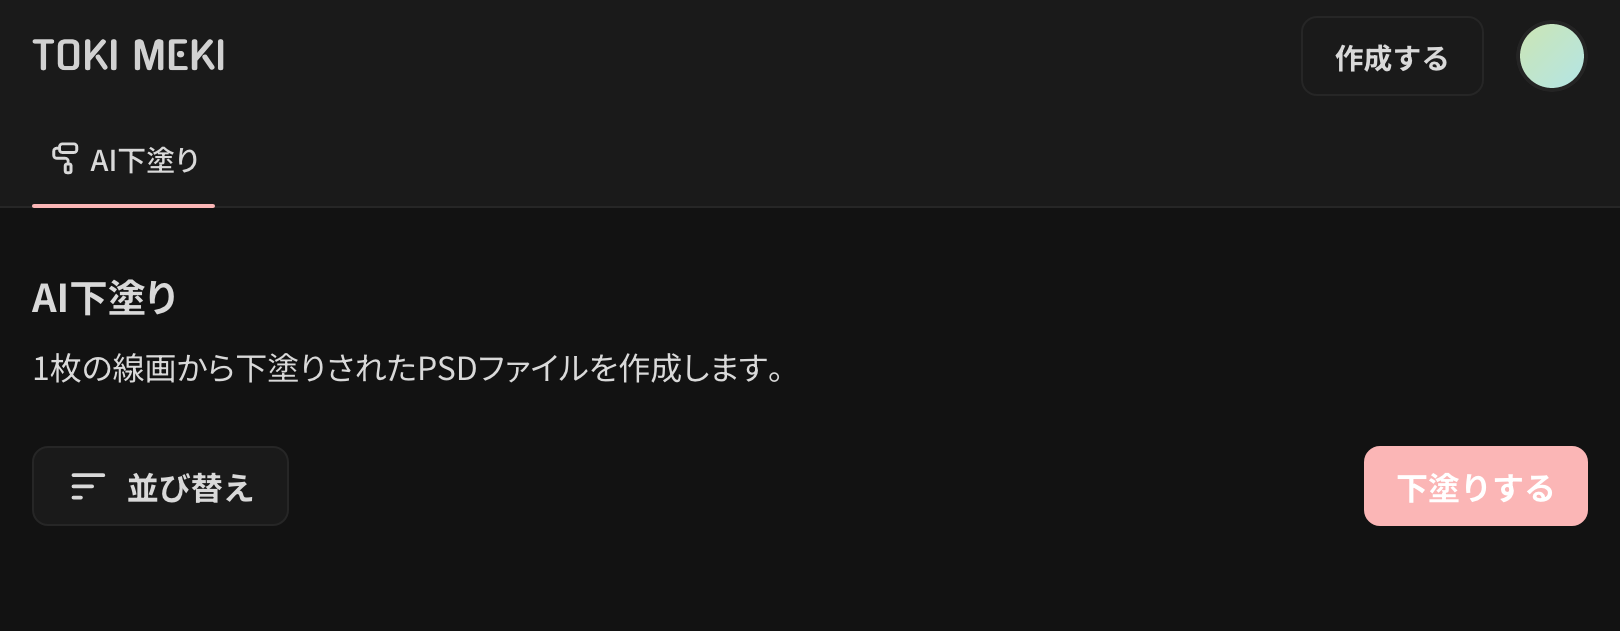 TOKI MEKI
作成する
AI下塗り
AI下塗り
1枚の線画から下塗りされたPSDファイルを作成します。
並び替え
下塗りする